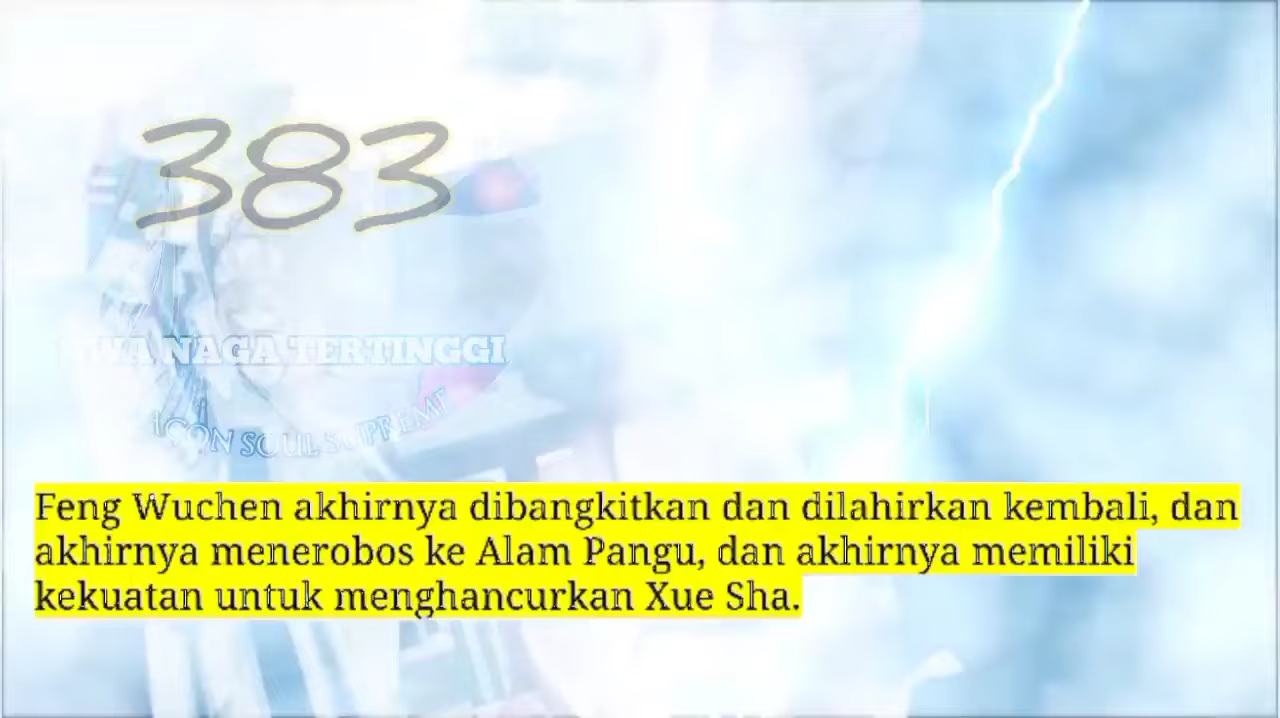 383
NAGA TERTINGGI
SOUL SUPREME
Feng Wuchen akhirnya dibangkitkan dan dilahirkan kembali, dan
akhirnya menerobos ke Alam Pangu, dan akhirnya memiliki
kekuatan untuk menghancurkan Xue Sha.